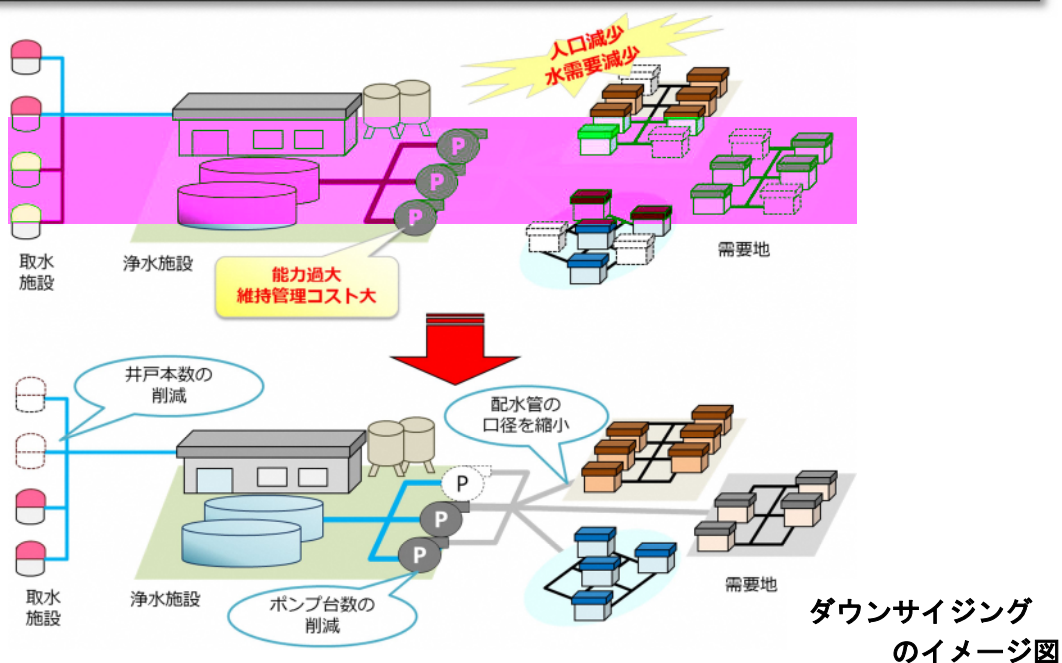 人口減少
水需要減少
P
P
P
取水
施設
浄水施設
需要地
能力過大
維持管理コスト大
井戸本数の
削減
配水管の
口径を縮小
P
P
P
取水
施設
浄水施設
ポンプ台数の
削減
需要地
ダウンサイジング
のイメージ図